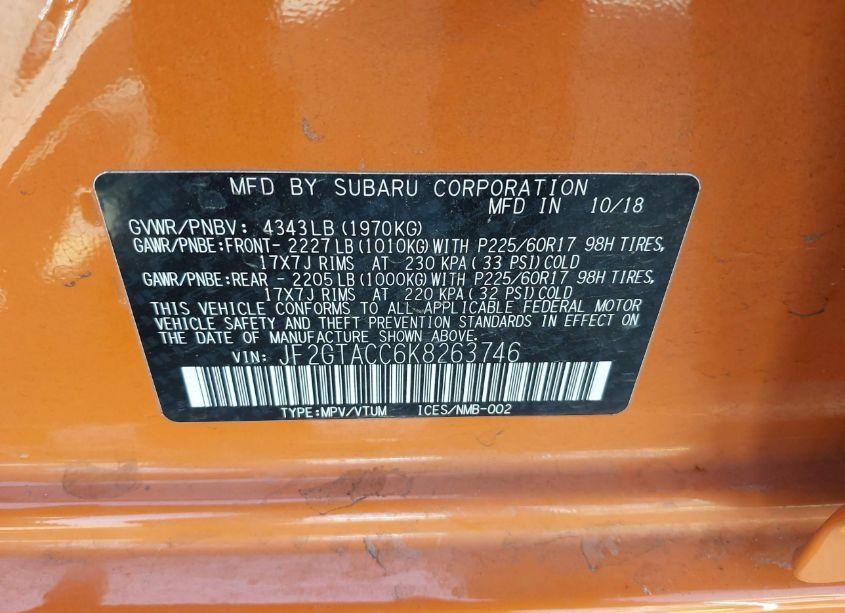 MFD BY SUBARU CORPORATION
MFD IN 10/18
GVWR/PNBV: 4343LB (1970KG)
GAWR/PNBE:FRONT- 2227LB (1010KG) WITH P225/60R17 98H TIRES,
17X7J RIMS AT 230 KPA (33 PSI) COLD
GAWR/PNBE:REAR - 2205LB (1000KG) WITH P225/60R17 98H TIRES,
17X7J RIMS AT 220 KPA (32 PSI) COLD
THIS VEHICLE CONFORMS TO ALL APPLICABLE FEDERAL MOTOR
VEHICLE SAFETY AND THEFT PREVENTION STANDARDS IN EFFECT ON
THE DATE OF MANUFACTURE SHOWN ABOVE.
VIN: JF2GTACC6K8263746
TYPE:MPV/VTUM ICES/NMB-002